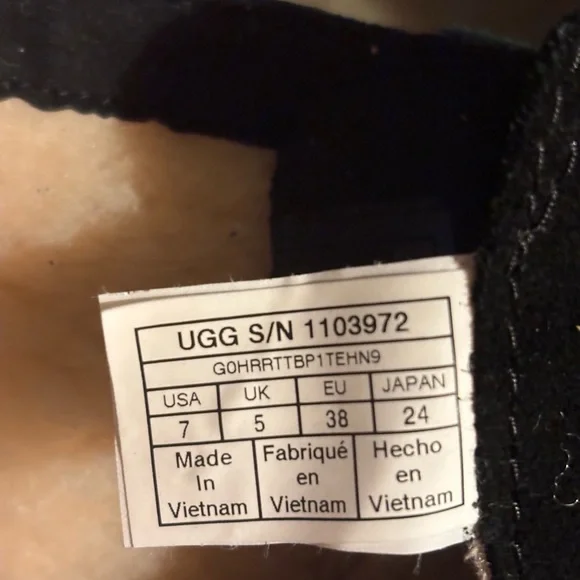 UGG S/N 1103972
G0HRRTTBP1TEHN9
USA UK EU JAPAN
7 5 38 24
Made Fabriqué Hecho
In en en
Vietnam Vietnam Vietnam